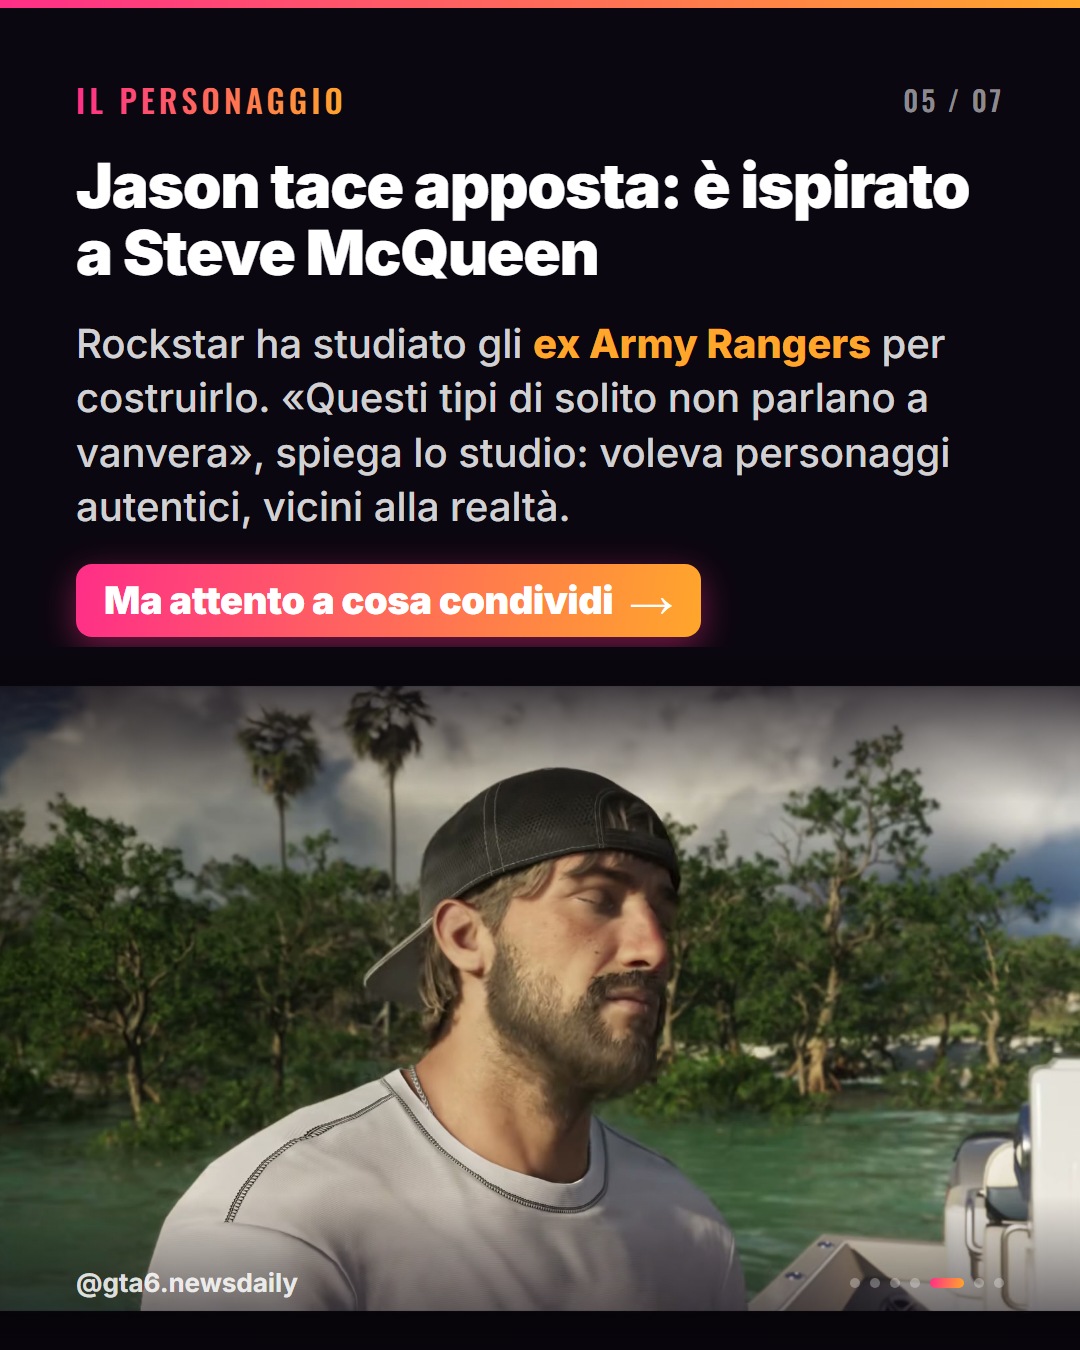 IL PERSONAGGIO
05 / 07
Jason tace apposta: è ispirato
a Steve McQueen
Rockstar ha studiato gli ex Army Rangers per
costruirlo. «Questi tipi di solito non parlano a
vanvera», spiega lo studio: voleva personaggi
autentici, vicini alla realtà.
Ma attento a cosa condividi →
@gta6.newsdaily